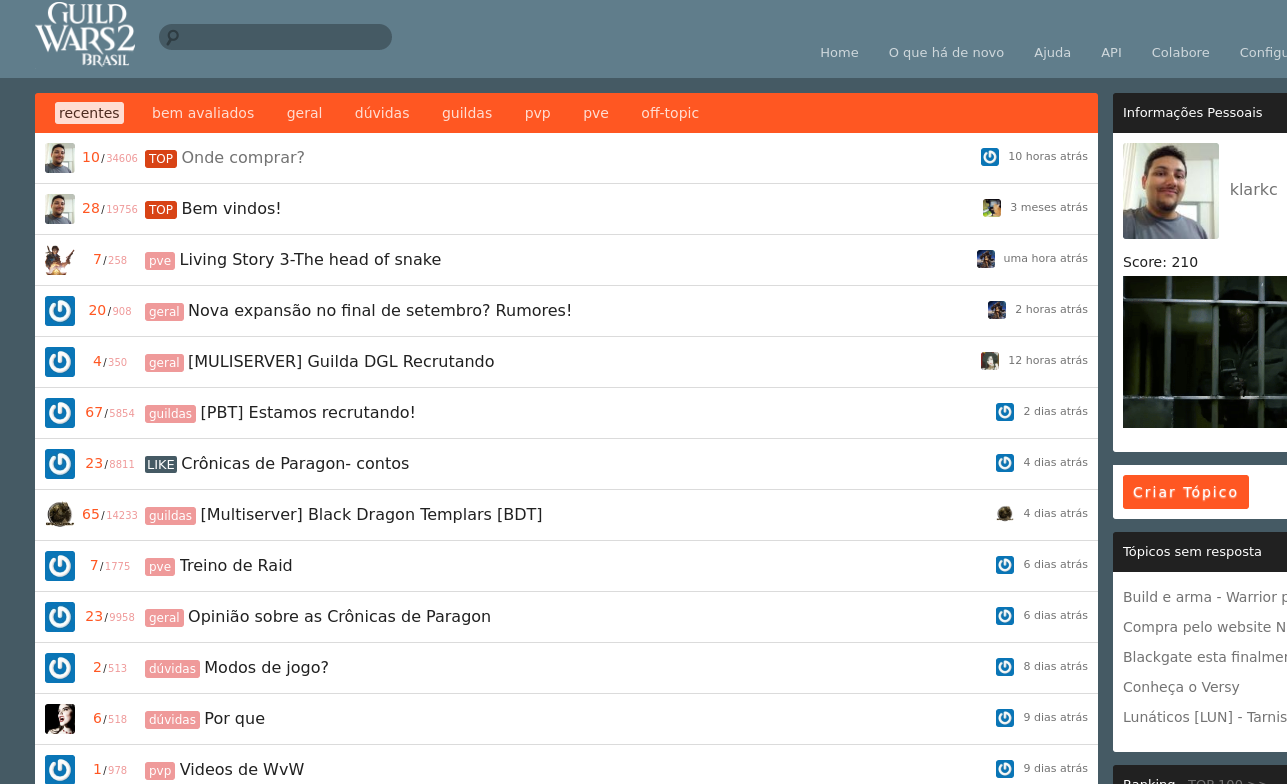 GUILD
WARS2
BRASIL
Home O que há de novo Ajuda API Colabore
recentes bem avaliados geral dúvidas guildas pvp pve off-topic
10/34606 TOP Onde comprar? 10 horas atrás
28/19756 TOP Bem vindos! 3 meses atrás
7/258 pve Living Story 3-The head of snake uma hora atrás
20/908 geral Nova expansão no final de setembro? Rumores! 2 horas atrás
4/350 geral [MULISERVER] Guilda DGL Recrutando 12 horas atrás
67/5854 guildas [PBT] Estamos recrutando! 2 dias atrás
23/8811 LIKE Crônicas de Paragon- contos 4 dias atrás
65/14233 guildas [Multiserver] Black Dragon Templars [BDT] 4 dias atrás
7/1775 pve Treino de Raid 6 dias atrás
23/9958 geral Opinião sobre as Crônicas de Paragon 6 dias atrás
2/513 dúvidas Modos de jogo? 8 dias atrás
6/518 dúvidas Por que 9 dias atrás
1/978 pvp Videos de WvW 9 dias atrás
Informações Pessoais
klarkc
Score: 210
Criar Tópico
Tópicos sem resposta
Build e arma - Warrior p
Compra pelo website N
Blackgate esta finalmen
Conheça o Versy
Lunáticos [LUN] - Tarnis
Ranking - TOP 100 >>